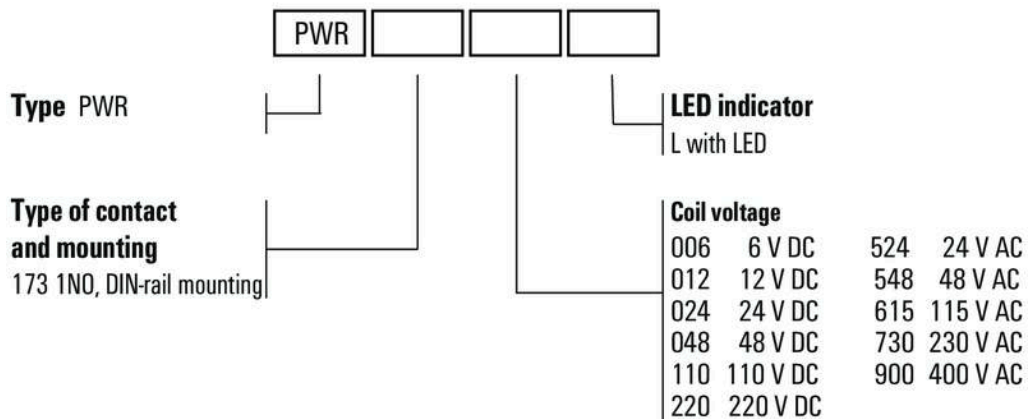 PWR
Type PWR
LED indicator
L with LED
Type of contact
and mounting
173 1NO, DIN-rail mounting
Coil voltage
006 6 V DC 524 24 V AC
012 12 V DC 548 48 V AC
024 24 V DC 615 115 V AC
048 48 V DC 730 230 V AC
110 110 V DC 900 400 V AC
220 220 V DC